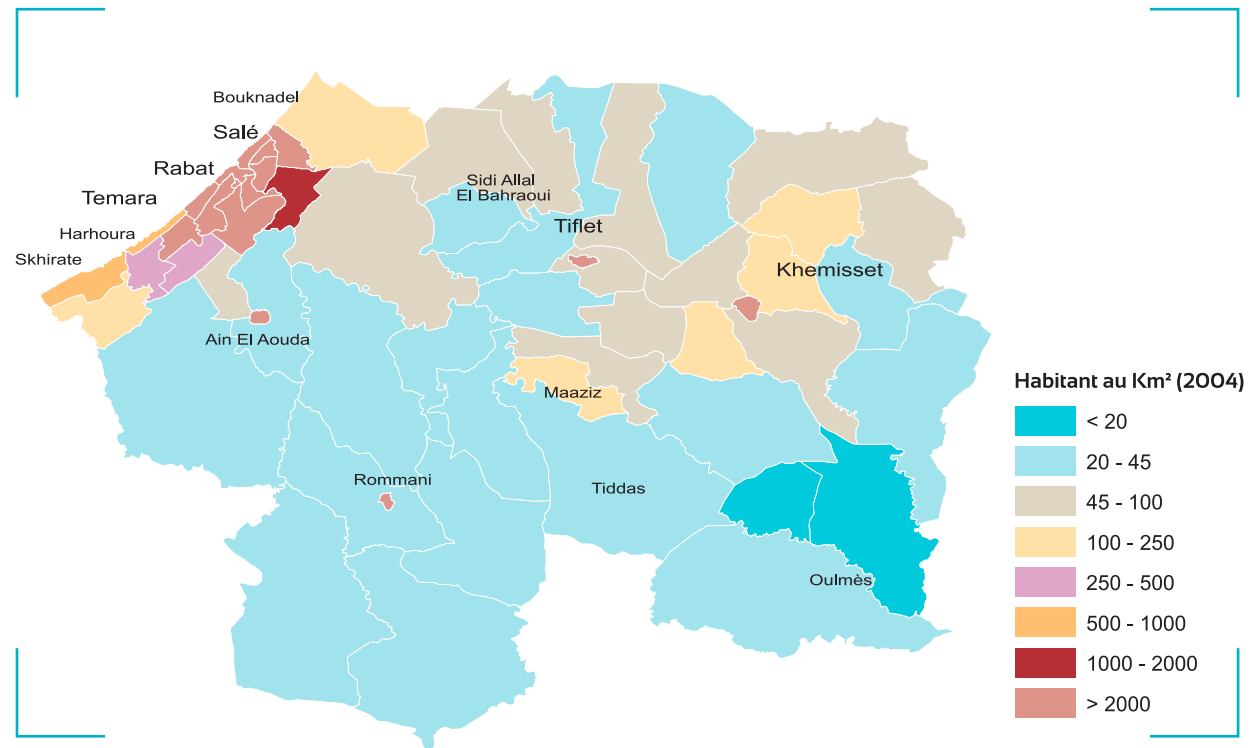 Bouknadel
Salé
Rabat
Temara
Harhoura
Skhirate
Sidi Allal
El Bahraoui
Tiflet
Khemisset
Ain El Aouda
Maaziz
Rommani
Tiddas
Oulmès
Habitant au Km² (2004)
< 20
20 - 45
45 - 100
100 - 250
250 - 500
500 - 1000
1000 - 2000
> 2000